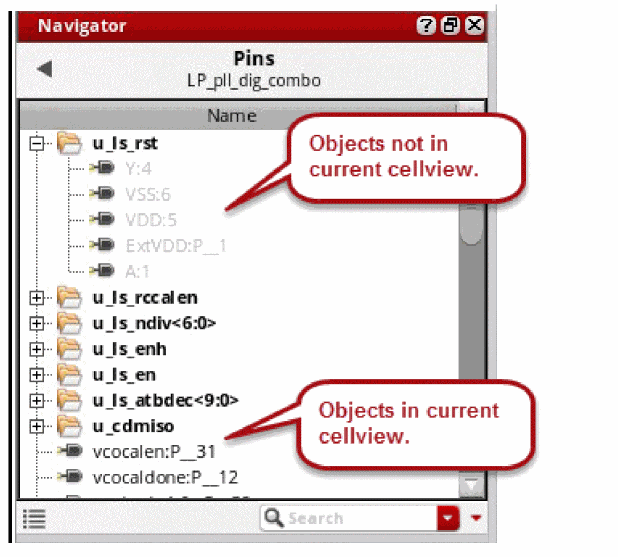 Navigator
Pins
LP_pll_dig_combo
Name
u_ls_rst
Y:4
VSS:6
VDD:5
ExtVDD:P__1
A:1
Objects not in
current cellview.
u_ls_rccalen
u_ls_ndiv<6:0>
u_ls_enh
u_ls_en
u_ls_atbdec<9:0>
u_cdmiso
vcocalen:P__31
vcocaldone:P__12
Objects in current
cellview.
Search